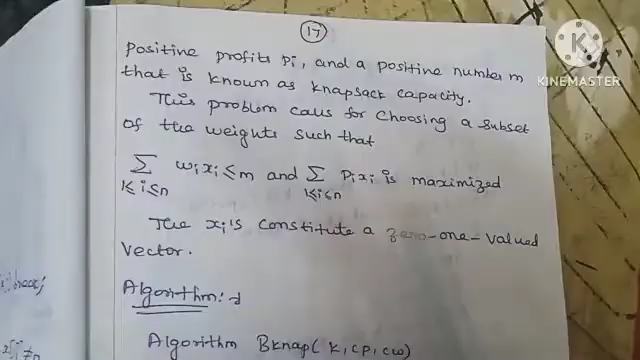 17
Positive profits Pi, and a positive number m
that is known as knapsack capacity.
This problem calls for choosing a subset
of the weights such that
∑ wixi ≤ m and ∑ Pixi is maximized
1≤i≤n 1≤i≤n
The xi's constitute a zero-one-valued
vector.
Algorithm:-
Algorithm Bknap(k, cp, cw)
break;
≠n
KINEMASTER